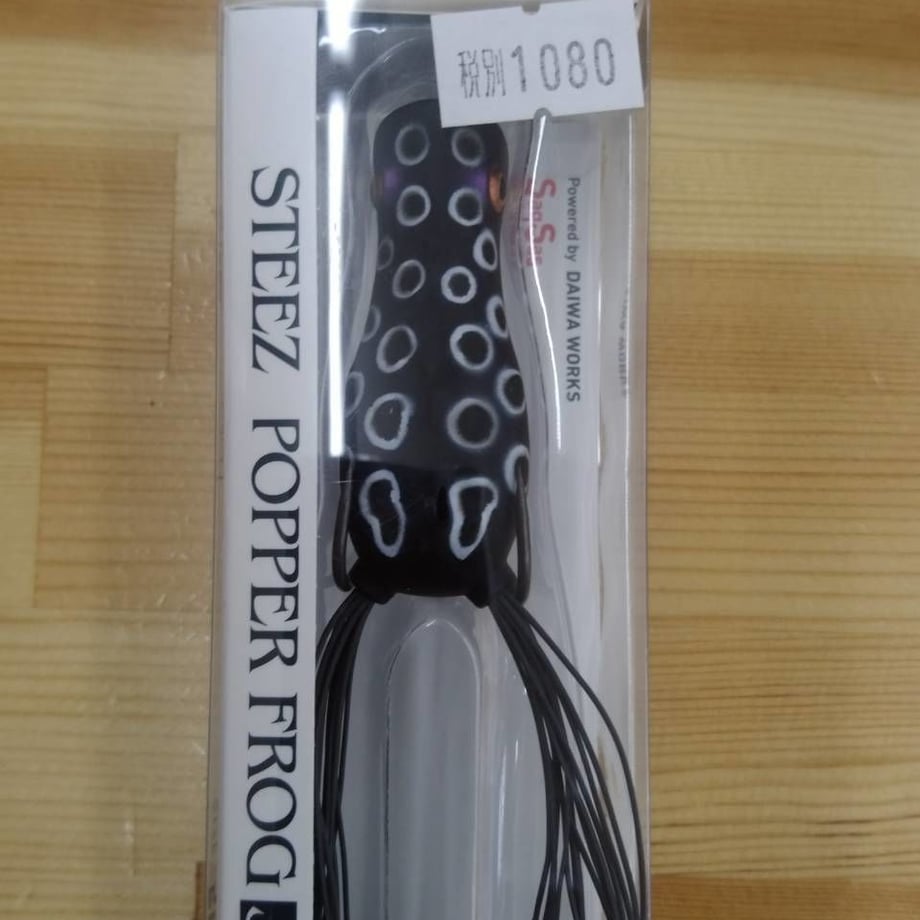 税別1080
STEEZ POPPER FROG
Powered by DAIWA WORKS